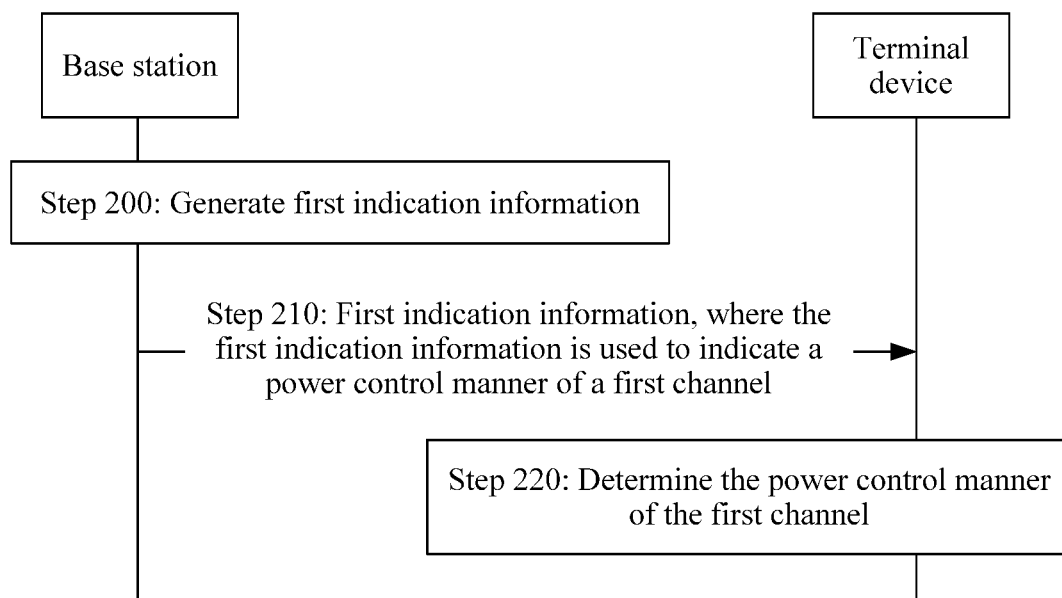 Base station
Terminal
device
Step 200: Generate first indication information
Step 210: First indication information, where the
first indication information is used to indicate a
power control manner of a first channel
Step 220: Determine the power control manner
of the first channel